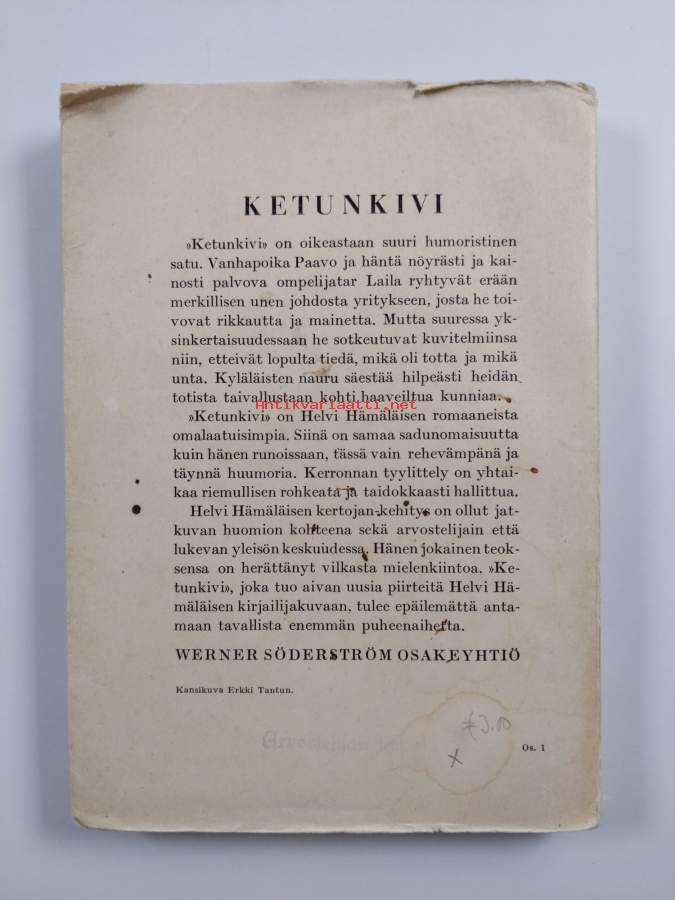 KETUNKIVI
»Ketunkivi» on oikeastaan suuri humoristinen
satu. Vanhapoika Paavo ja häntä nöyrästi ja kai-
nosti palvova ompelijatar Laila ryhtyvät erään
merkillisen unen johdosta yritykseen, josta he toi-
vovat rikkautta ja mainetta. Mutta suuressa yk-
sinkertaisuudessaan he sotkeutuvat kuvitelmiinsa
niin, etteivät lopulta tiedä, mikä oli totta ja mikä
unta. Kyläläisten nauru säestää hilpeästi heidän
totista taivallustaan kohti haaveiltua kunniaa.
Antikvariaatti.net
»Ketunkivi» on Helvi Hämäläisen romaaneista
omalaatuisimpia. Siinä on samaa sadunomaisuutta
kuin hänen runoissaan, tässä vain rehevämpänä ja
täynnä huumoria. Kerronnan tyylittely on yhtai-
kaa riemullisen rohkeata ja taidokkaasti hallittua.
Helvi Hämäläisen kertojan-kehitys on ollut jat-
kuvan huomion kohteena sekä arvostelijain että
lukevan yleisön keskuudessa. Hänen jokainen teok-
sensa on herättänyt vilkasta mielenkiintoa. »Ke-
tunkivi», joka tuo aivan uusia piirteitä Helvi Hä-
mäläisen kirjailijakuvaan, tulee epäilemättä anta-
maan tavallista enemmän puheenaihetta.
WERNER SÖDERSTRÖM OSAKEYHTIÖ
Kansikuva Erkki Tantun.
€3.00
x
Os. 1